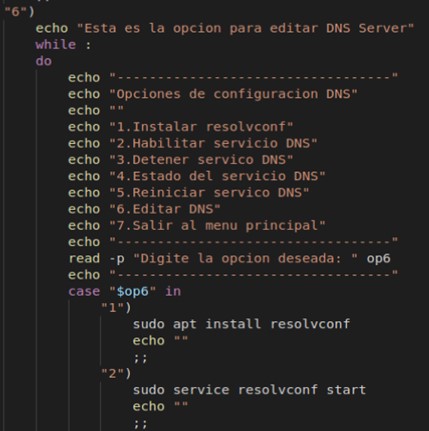 "6")
echo "Esta es la opcion para editar DNS Server"
while :
do
echo "----------------------------------"
echo "Opciones de configuracion DNS"
echo ""
echo "1.Instalar resolvconf"
echo "2.Habilitar servicio DNS"
echo "3.Detener servico DNS"
echo "4.Estado del servicio DNS"
echo "5.Reiniciar servico DNS"
echo "6.Editar DNS"
echo "7.Salir al menu principal"
echo "----------------------------------"
read -p "Digite la opcion deseada: " op6
echo "----------------------------------"
case "$op6" in
"1")
sudo apt install resolvconf
echo ""
;;
"2")
sudo service resolvconf start
echo ""
;;